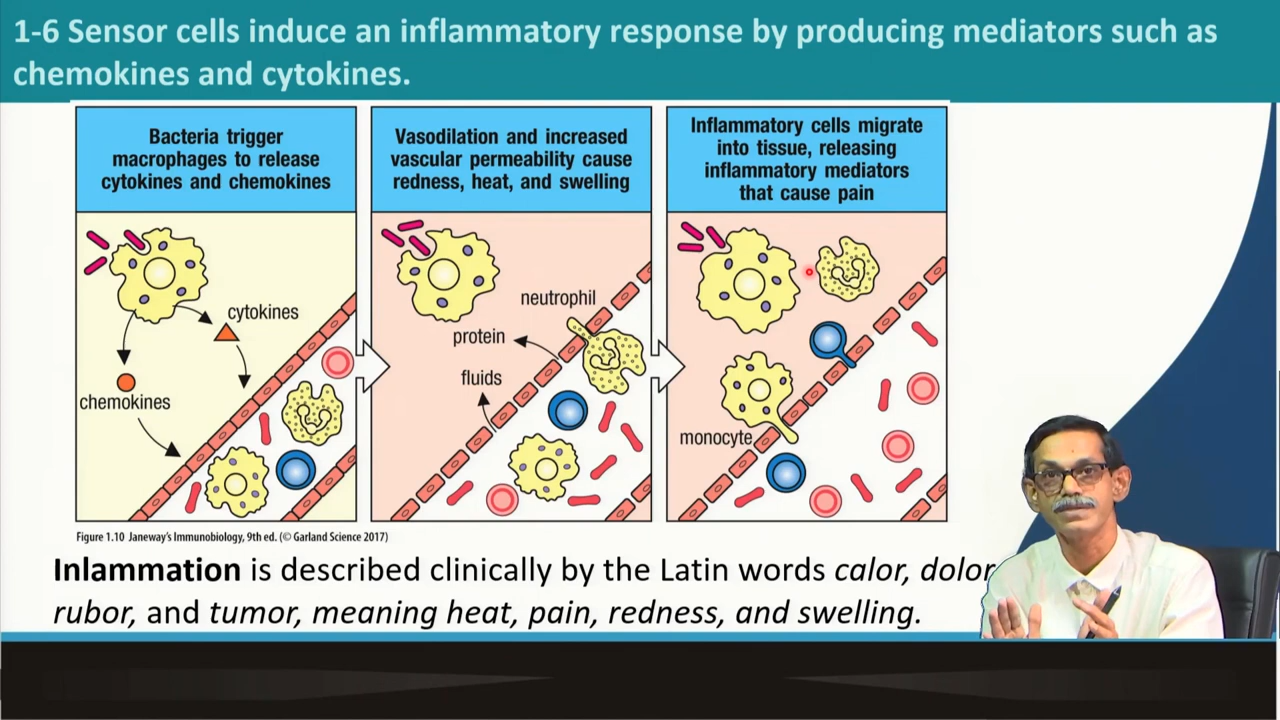 1-6 Sensor cells induce an inflammatory response by producing mediators such as
chemokines and cytokines.
Bacteria trigger
macrophages to release
cytokines and chemokines
Vasodilation and increased
vascular permeability cause
redness, heat, and swelling
Inflammatory cells migrate
into tissue, releasing
inflammatory mediators
that cause pain
cytokines
chemokines
neutrophil
protein
fluids
monocyte
Figure 1.10 Janeway's Immunobiology, 9th ed. (© Garland Science 2017)
Inlammation is described clinically by the Latin words calor, dolor
rubor, and tumor, meaning heat, pain, redness, and swelling.